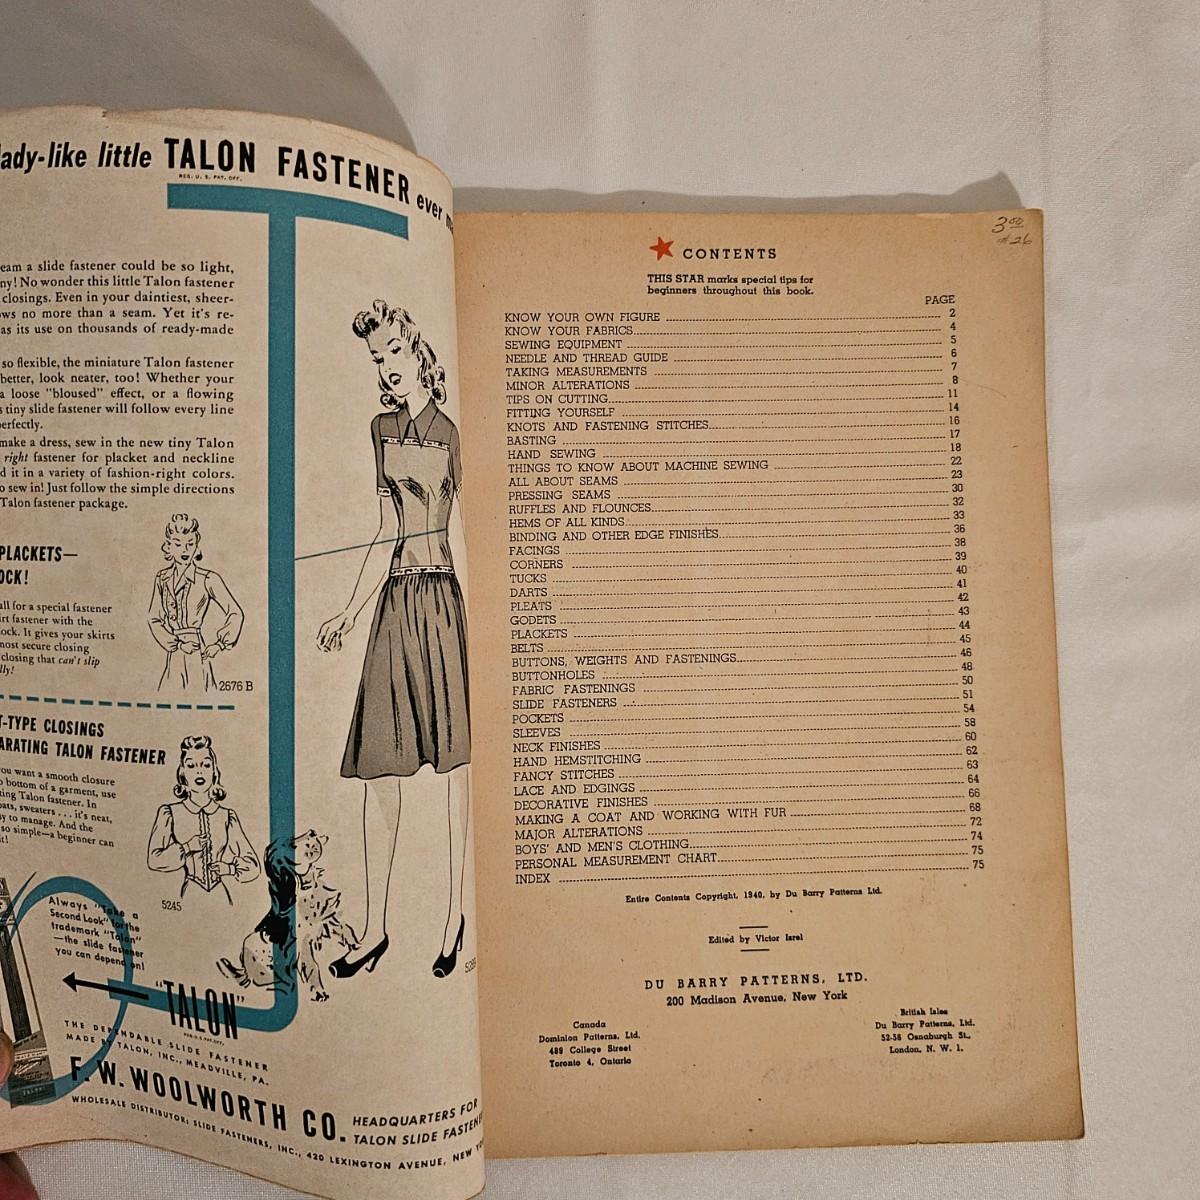 lady-like little TALON FASTENER ever
REG. U. S. PAT. OFF.
eam a slide fastener could be so light,
ny! No wonder this little Talon fastener
closings. Even in your daintiest, sheer-
ws no more than a seam. Yet it's re-
as its use on thousands of ready-made
so flexible, the miniature Talon fastener
better, look neater, too! Whether your
a loose "bloused" effect, or a flowing
s tiny slide fastener will follow every line
erfectly.
make a dress, sew in the new tiny Talon
right fastener for placket and neckline
d it in a variety of fashion-right colors.
o sew in! Just follow the simple directions
Talon fastener package.
PLACKETS—
OCK!
all for a special fastener
rt fastener with the
ock. It gives your skirts
most secure closing
closing that can't slip
lly!
2676 B
T-TYPE CLOSINGS
ARATING TALON FASTENER
you want a smooth closure
o bottom of a garment, use
ting Talon fastener. In
oats, sweaters . . . it's neat,
sy to manage. And the
so simple—a beginner can
it!
5245
Always "Take a
Second Look" for the
trademark "Talon"
—the slide fastener
you can depend on!
"TALON"
REG. U. S. PAT. OFF.
THE DEPENDABLE SLIDE FASTENER
MADE BY TALON, INC., MEADVILLE, PA.
F. W. WOOLWORTH CO. HEADQUARTERS FOR
TALON SLIDE FASTENE
WHOLESALE DISTRIBUTOR: SLIDE FASTENERS, INC., 420 LEXINGTON AVENUE, NEW YO
3.00
#26
CONTENTS
THIS STAR marks special tips for
beginners throughout this book.
PAGE
KNOW YOUR OWN FIGURE 2
KNOW YOUR FABRICS 4
SEWING EQUIPMENT 5
NEEDLE AND THREAD GUIDE 6
TAKING MEASUREMENTS 7
MINOR ALTERATIONS 8
TIPS ON CUTTING 11
FITTING YOURSELF 14
KNOTS AND FASTENING STITCHES 16
BASTING 17
HAND SEWING 18
THINGS TO KNOW ABOUT MACHINE SEWING 22
ALL ABOUT SEAMS 23
PRESSING SEAMS 30
RUFFLES AND FLOUNCES 32
HEMS OF ALL KINDS 33
BINDING AND OTHER EDGE FINISHES 36
FACINGS 38
CORNERS 39
TUCKS 40
DARTS 41
PLEATS 42
GODETS 43
PLACKETS 44
BELTS 45
BUTTONS, WEIGHTS AND FASTENINGS 46
BUTTONHOLES 48
FABRIC FASTENINGS 50
SLIDE FASTENERS 51
POCKETS 54
SLEEVES 58
NECK FINISHES 60
HAND HEMSTITCHING 62
FANCY STITCHES 63
LACE AND EDGINGS 64
DECORATIVE FINISHES 66
MAKING A COAT AND WORKING WITH FUR 68
MAJOR ALTERATIONS 72
BOYS' AND MEN'S CLOTHING 74
PERSONAL MEASUREMENT CHART 75
INDEX 75
Entire Contents Copyright, 1940, by Du Barry Patterns Ltd.
Edited by Victor Isrel
DU BARRY PATTERNS, LTD.
200 Madison Avenue, New York
Canada
Dominion Patterns, Ltd.
489 College Street
Toronto 4, Ontario
British Isles
Du Barry Patterns, Ltd.
52-56 Osnaburgh St.,
London, N. W. 1.